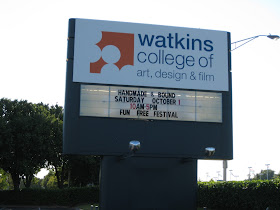 watkins
college of
art, design & film
HANDMADE & BOUND
SATURDAY OCTOBER 1
10AM-5PM
FUN FREE FESTIVAL